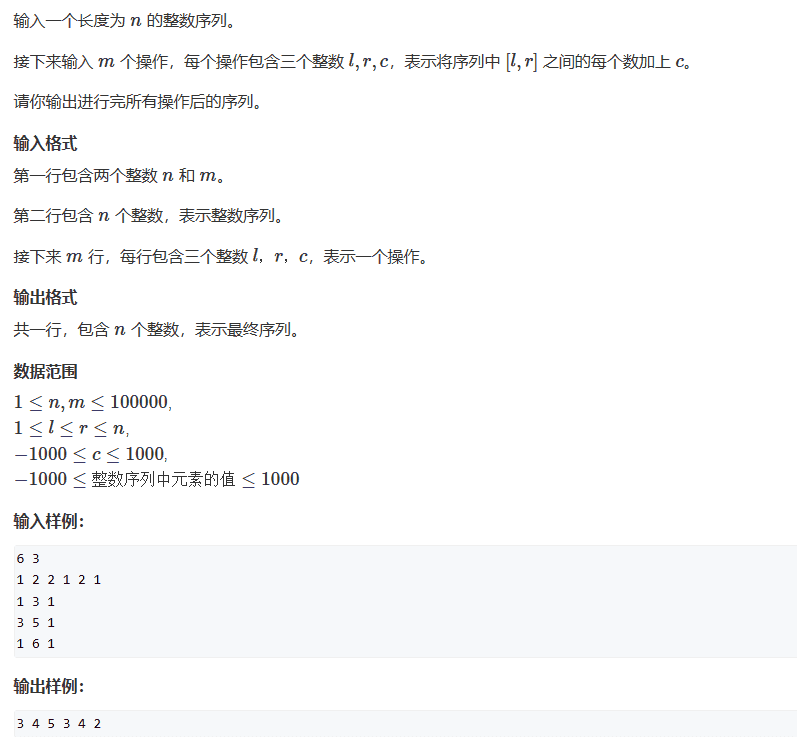 输入一个长度为 n 的整数序列。
接下来输入 m 个操作，每个操作包含三个整数 l, r, c，表示将序列中 [l, r] 之间的每个数加上 c。
请你输出进行完所有操作后的序列。
输入格式
第一行包含两个整数 n 和 m。
第二行包含 n 个整数，表示整数序列。
接下来 m 行，每行包含三个整数 l，r，c，表示一个操作。
输出格式
共一行，包含 n 个整数，表示最终序列。
数据范围
1 ≤ n, m ≤ 100000,
1 ≤ l ≤ r ≤ n,
−1000 ≤ c ≤ 1000,
−1000 ≤ 整数序列中元素的值 ≤ 1000
输入样例：
6 3
1 2 2 1 2 1
1 3 1
3 5 1
1 6 1
输出样例：
3 4 5 3 4 2